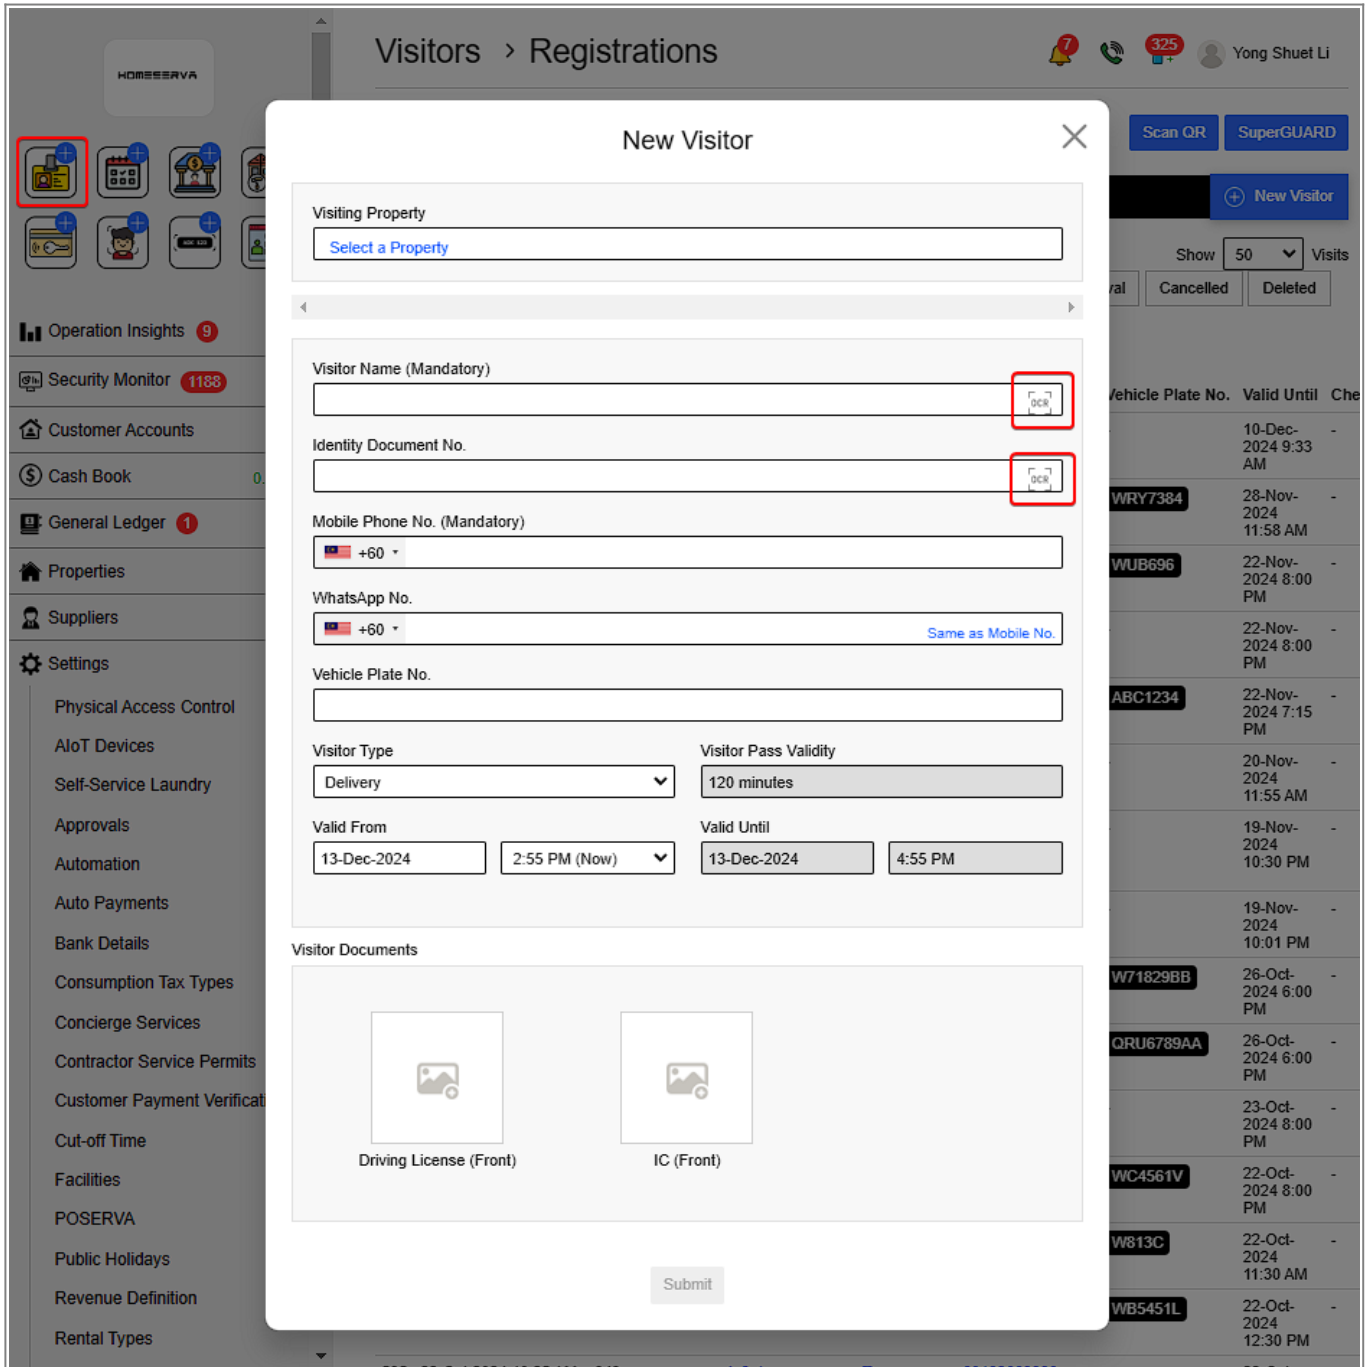 HOMESERVA
Visitors > Registrations
7
325
Yong Shuet Li
Scan QR
SuperGUARD
New Visitor
Show 50 Visits
Cancelled
Deleted
Operation Insights 9
Security Monitor 1188
Customer Accounts
Cash Book
General Ledger 1
Properties
Suppliers
Settings
Physical Access Control
AIoT Devices
Self-Service Laundry
Approvals
Automation
Auto Payments
Bank Details
Consumption Tax Types
Concierge Services
Contractor Service Permits
Customer Payment Verificati
Cut-off Time
Facilities
POSERVA
Public Holidays
Revenue Definition
Rental Types
New Visitor
Visiting Property
Select a Property
Visitor Name (Mandatory)
OCR
Identity Document No.
OCR
Mobile Phone No. (Mandatory)
+60
WhatsApp No.
+60
Same as Mobile No.
Vehicle Plate No.
Visitor Type
Visitor Pass Validity
Delivery
120 minutes
Valid From
Valid Until
13-Dec-2024
2:55 PM (Now)
13-Dec-2024
4:55 PM
Visitor Documents
Driving License (Front)
IC (Front)
Submit
Vehicle Plate No. Valid Until Che
10-Dec-
2024 9:33
AM
-
WRY7384
28-Nov-
2024
11:58 AM
-
WUB696
22-Nov-
2024 8:00
PM
-
22-Nov-
2024 8:00
PM
-
ABC1234
22-Nov-
2024 7:15
PM
-
20-Nov-
2024
11:55 AM
-
19-Nov-
2024
10:30 PM
-
19-Nov-
2024
10:01 PM
-
W71829BB
26-Oct-
2024 6:00
PM
-
QRU6789AA
26-Oct-
2024 6:00
PM
-
23-Oct-
2024 8:00
PM
-
WC4561V
22-Oct-
2024 8:00
PM
-
W813C
22-Oct-
2024
11:30 AM
-
WB5451L
22-Oct-
2024
12:30 PM
-